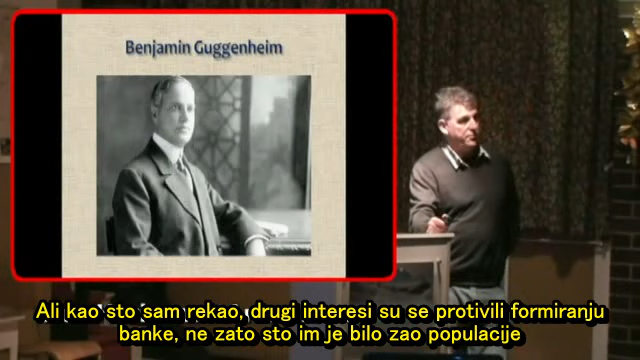 Benjamin Guggenheim
Ali kao sto sam rekao, drugi interesi su se protivili formiranju
banke, ne zato sto im je bilo zao populacije